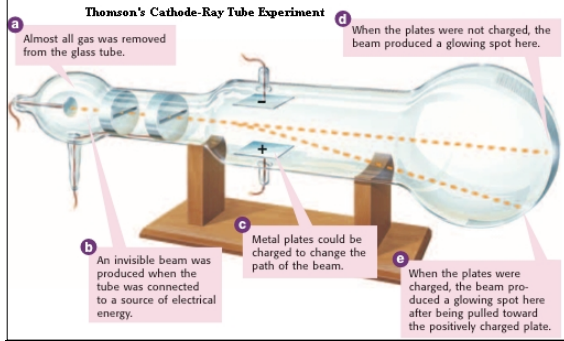 Thomson's Cathode-Ray Tube Experiment
a
Almost all gas was removed
from the glass tube.
d
When the plates were not charged, the
beam produced a glowing spot here.
-
+
b
An invisible beam was
produced when the
tube was connected
to a source of electrical
energy.
c
Metal plates could be
charged to change the
path of the beam.
e
When the plates were
charged, the beam pro-
duced a glowing spot here
after being pulled toward
the positively charged plate.